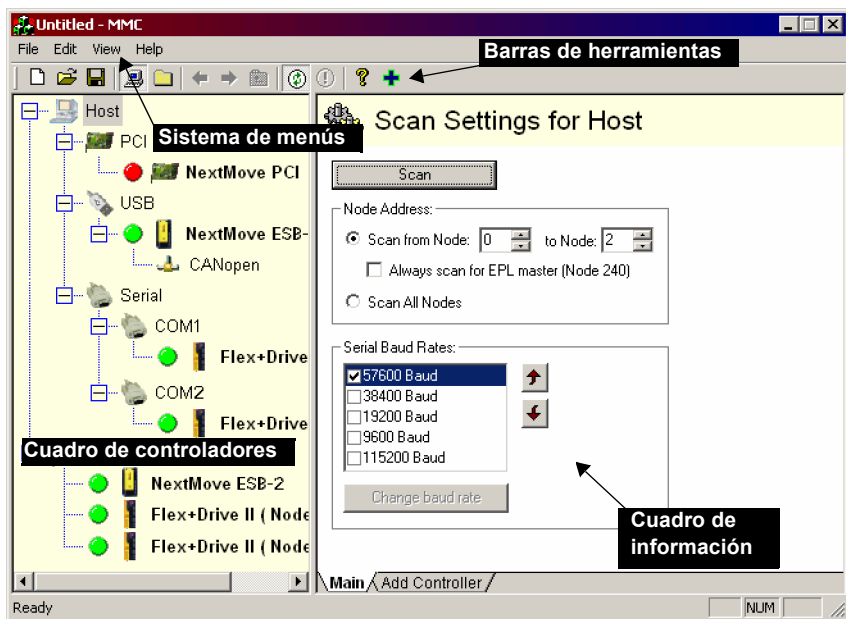 Untitled - MMC
File Edit View Help
Barras de herramientas
Sistema de menús
Host
PCI
NextMove PCI
USB
NextMove ESB-
CANopen
Serial
COM1
Flex+Drive
COM2
Flex+Drive
Cuadro de controladores
NextMove ESB-2
Flex+Drive II ( Node
Flex+Drive II ( Node
Scan Settings for Host
Scan
Node Address:
Scan from Node: 0 to Node: 2
Always scan for EPL master (Node 240)
Scan All Nodes
Serial Baud Rates:
57600 Baud
38400 Baud
19200 Baud
9600 Baud
115200 Baud
Change baud rate
Cuadro de
información
Main Add Controller
Ready NUM